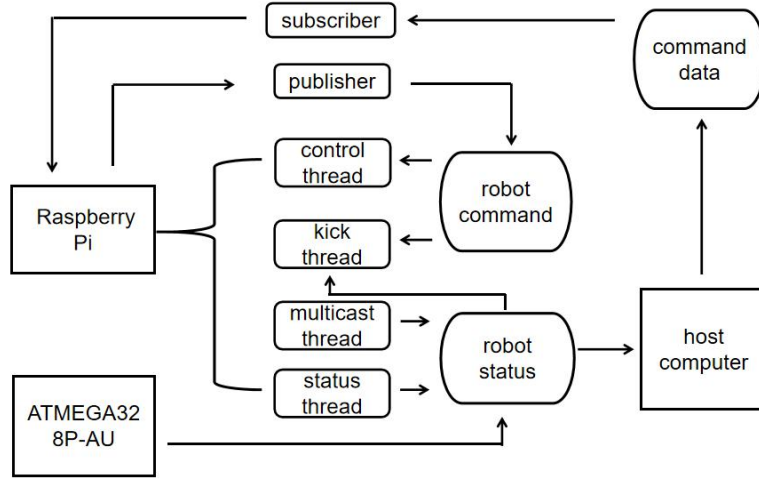 subscriber
command
data
publisher
control
thread
robot
command
Raspberry
Pi
kick
thread
multicast
thread
robot
status
host
computer
status
thread
ATMEGA32
8P-AU